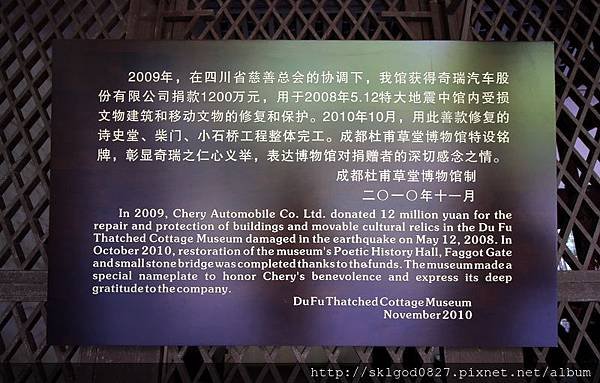 2009年，在四川省慈善总会的协调下，我馆获得奇瑞汽车股
份有限公司捐款1200万元，用于2008年5.12特大地震中馆内受损
文物建筑和移动文物的修复和保护。2010年10月，用此善款修复的
诗史堂、柴门、小石桥工程整体完工。成都杜甫草堂博物馆特设铭
牌，彰显奇瑞之仁心义举，表达博物馆对捐赠者的深切感念之情。
成都杜甫草堂博物馆制
二〇一〇年十一月
In 2009, Chery Automobile Co. Ltd. donated 12 million yuan for the
repair and protection of buildings and movable cultural relics in the Du Fu
Thatched Cottage Museum damaged in the earthquake on May 12, 2008. In
October 2010, restoration of the museum's Poetic History Hall, Faggot Gate
and small stone bridge was completed thanks to the funds. The museum made a
special nameplate to honor Chery's benevolence and express its deep
gratitude to the company.
Du Fu Thatched Cottage Museum
November 2010
http://sklgod0827.pixnet.net/album